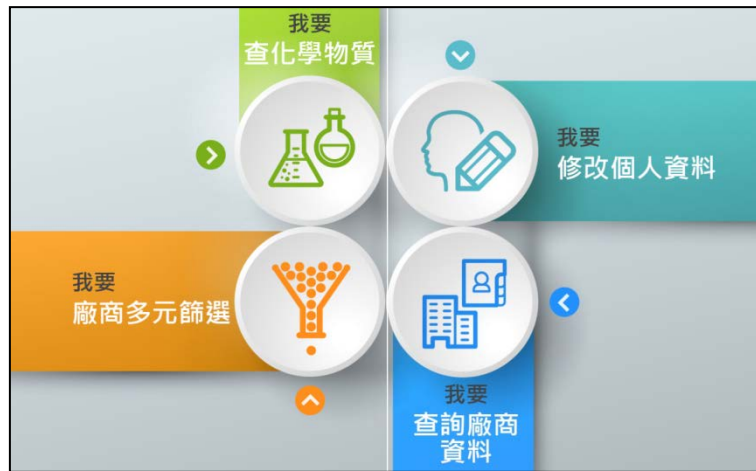 我要
查化學物質
我要
修改個人資料
我要
廠商多元篩選
我要
查詢廠商
資料